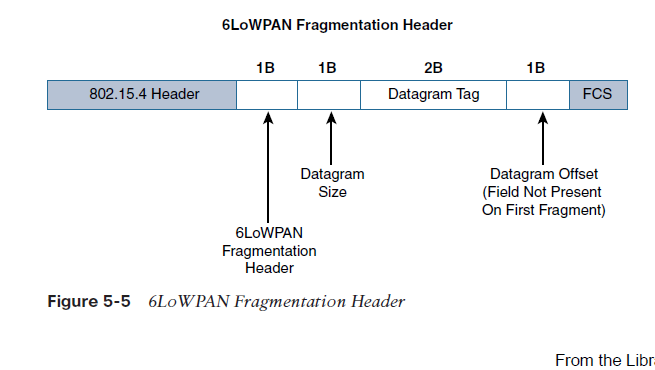 6LoWPAN Fragmentation Header
1B 1B 2B 1B
802.15.4 Header Datagram Tag FCS
Datagram
Size
Datagram Offset
(Field Not Present
On First Fragment)
6LoWPAN
Fragmentation
Header
Figure 5-5 6LoWPAN Fragmentation Header
From the Libr